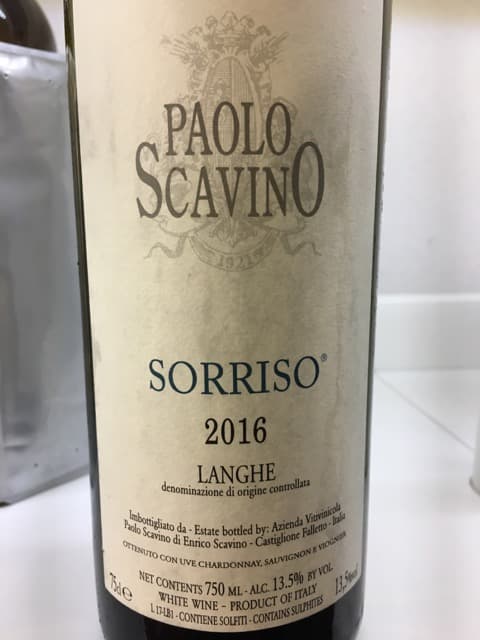 PAOLO
SCAVINO
1921
SORRISO®
2016
LANGHE
denominazione di origine controllata
Imbottigliato da - Estate bottled by: Azienda Vitivinicola
Paolo Scavino di Enrico Scavino - Castiglione Falletto - Italia
OTTENUTO CON UVE CHARDONNAY, SAUVIGNON E VIOGNIER
75cl e NET CONTENTS 750 ML - ALC. 13.5% BY VOL. 13,5%vol
WHITE WINE - PRODUCT OF ITALY
L 17-LB1 - CONTIENE SOLFITI - CONTAINS SULPHITES